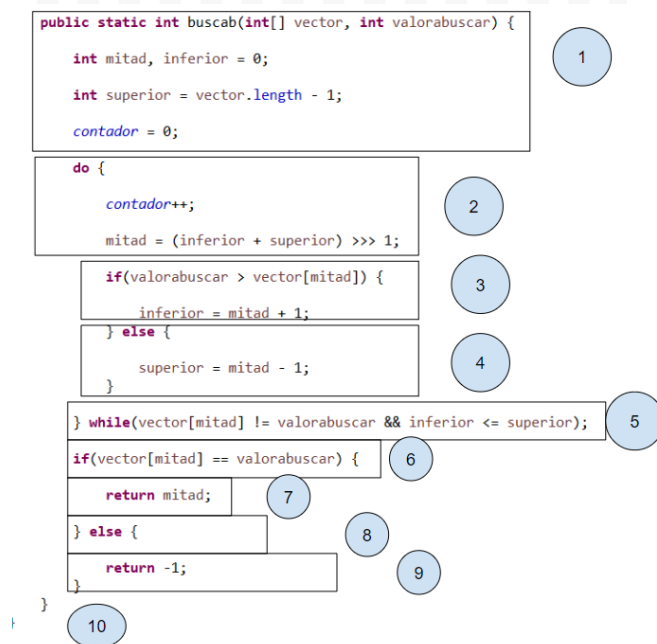 public static int buscab(int[] vector, int valorabuscar) {
int mitad, inferior = 0;
1
int superior = vector.length - 1;
contador = 0;
do {
contador++;
2
mitad = (inferior + superior) >>> 1;
if(valorabuscar > vector[mitad]) {
3
inferior = mitad + 1;
} else {
4
superior = mitad - 1;
}
} while(vector[mitad] != valorabuscar && inferior <= superior);
5
if(vector[mitad] == valorabuscar) {
6
return mitad;
7
} else {
8
return -1;
9
}
}
10
}